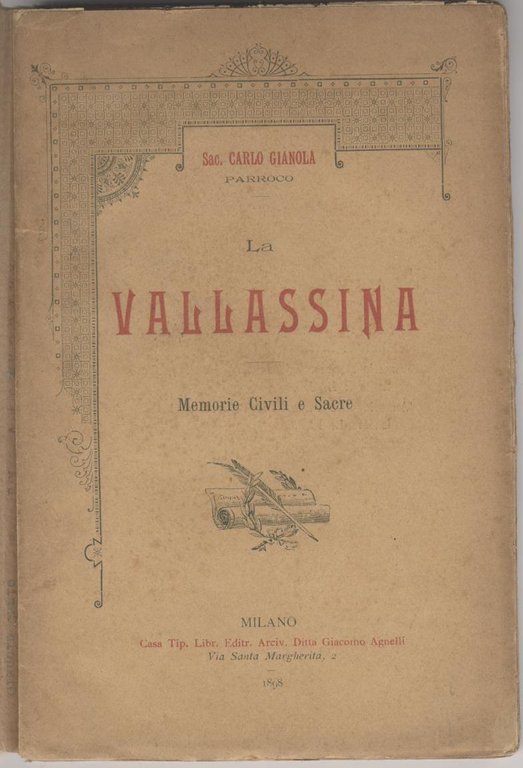 Sac. CARLO GIANOLA
PARROCO
La
VALLASSINA
Memorie Civili e Sacre
MILANO
Casa Tip. Libr. Editr. Arciv. Ditta Giacomo Agnelli
Via Santa Margherita, 2
1898